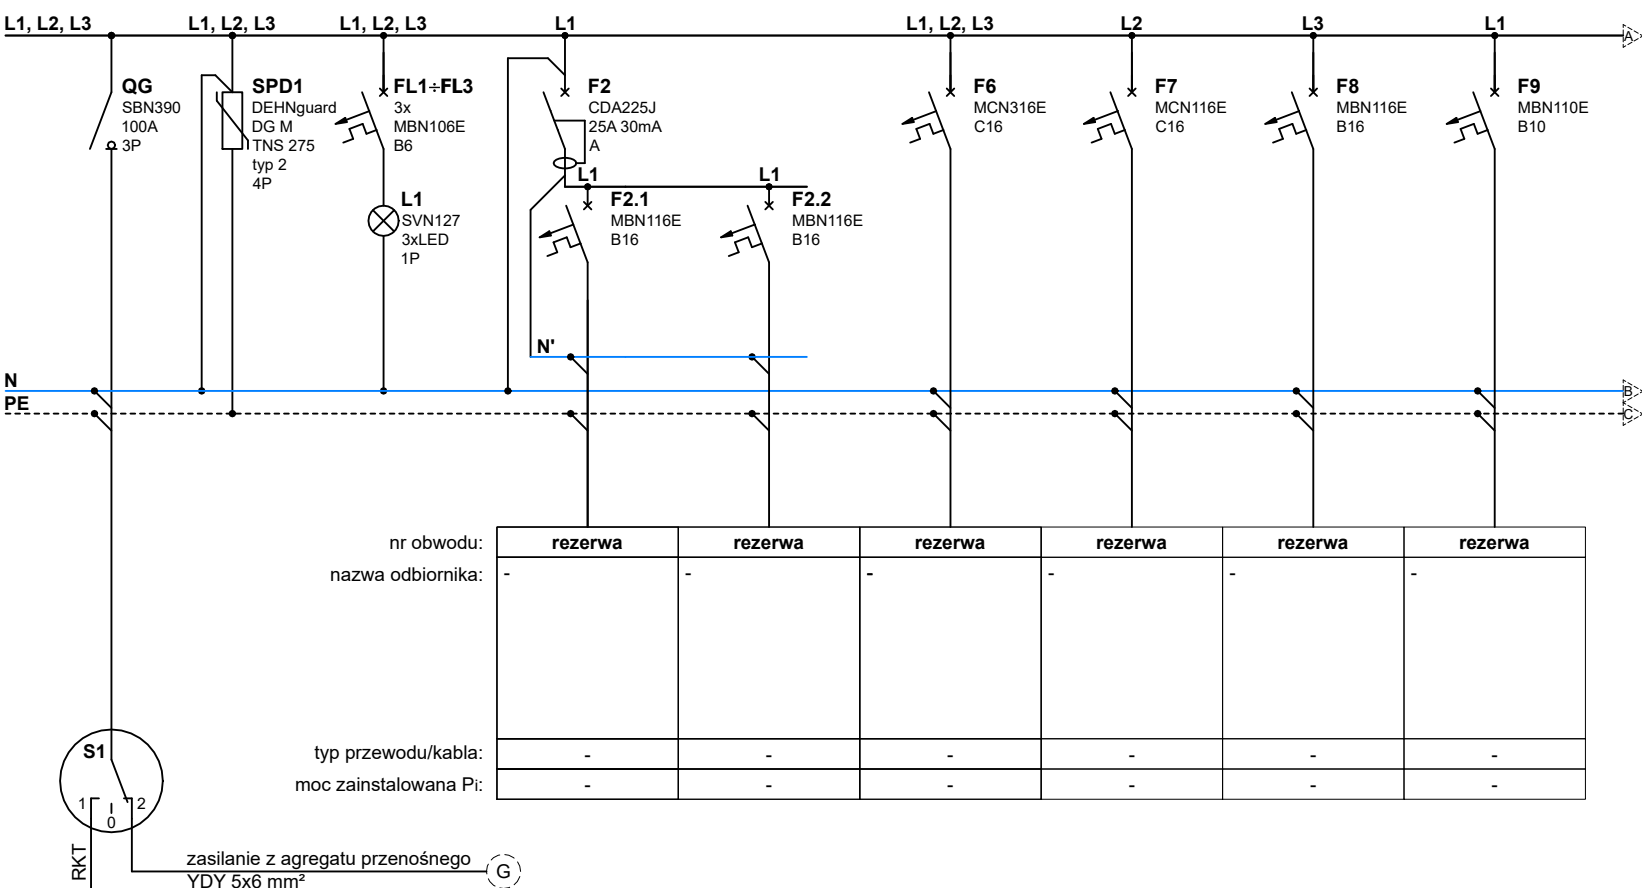 L1, L2, L3
L1, L2, L3
L1, L2, L3
L1
L1, L2, L3
L2
L3
L1
A
QG
SBN390
100A
3P
SPD1
DEHNguard
DG M
TNS 275
typ 2
4P
FL1÷FL3
3x
MBN106E
B6
L1
SVN127
3xLED
1P
F2
CDA225J
25A 30mA
A
L1
L1
F2.1
MBN116E
B16
F2.2
MBN116E
B16
F6
MCN316E
C16
F7
MCN116E
C16
F8
MBN116E
B16
F9
MBN110E
B10
N'
N
B
PE
C
nr obwodu: rezerwa rezerwa rezerwa rezerwa rezerwa rezerwa
nazwa odbiornika: - - - - - -
typ przewodu/kabla: - - - - - -
moc zainstalowana Pi: - - - - - -
S1
1
2
0
RKT
zasilanie z agregatu przenośnego
YDY 5x6 mm²
G